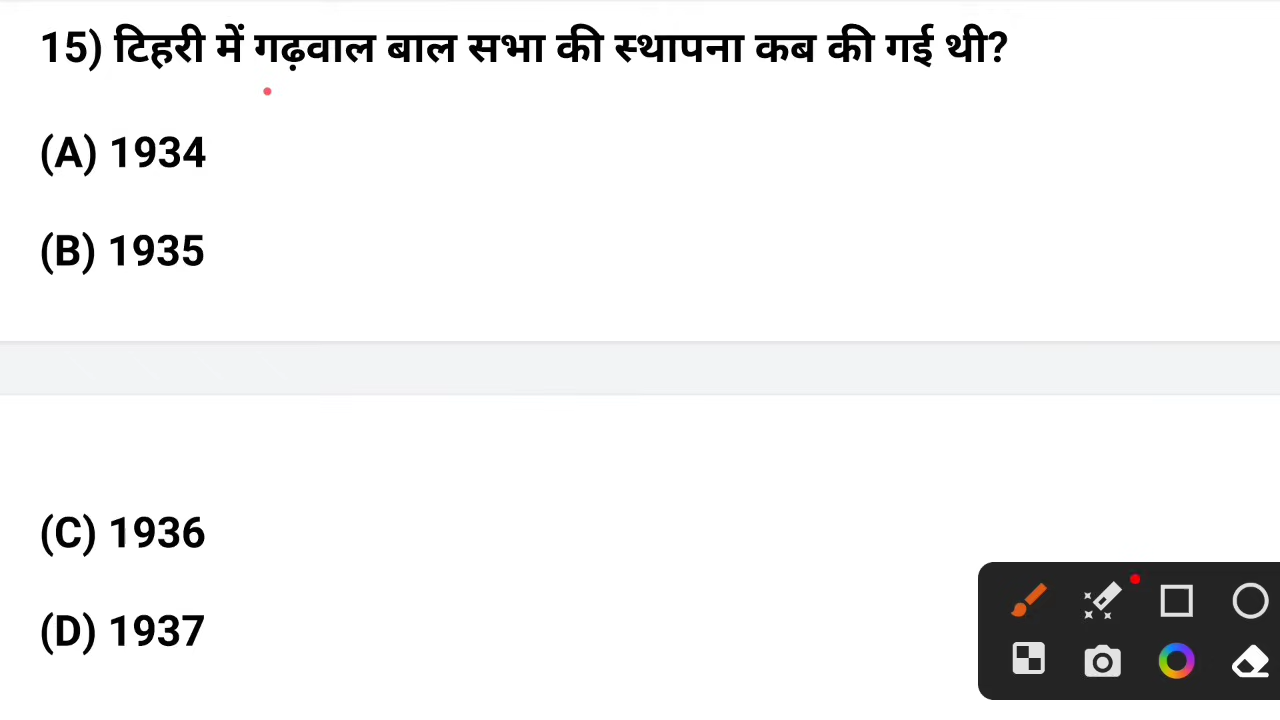 15) टिहरी में गढ़वाल बाल सभा की स्थापना कब की गई थी?
(A) 1934
(B) 1935
(C) 1936
(D) 1937